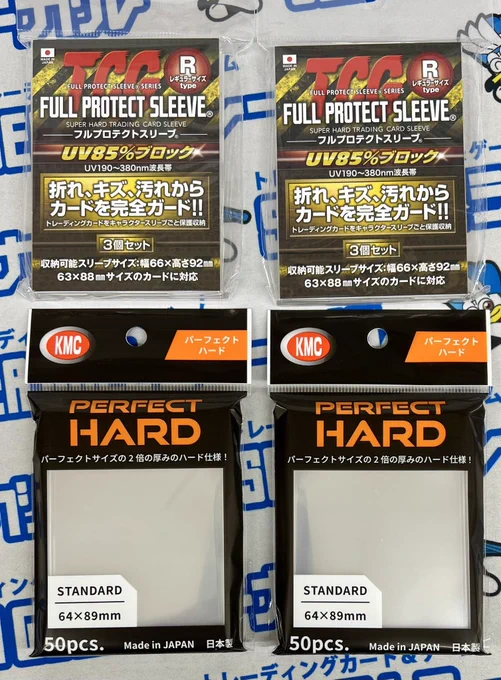 MADE IN JAPAN
TCG
R
レギュラーサイズ
type
FULL PROTECT SLEEVE® SERIES
FULL PROTECT SLEEVE®
SUPER HARD TRADING CARD SLEEVE
フルプロテクトスリーブ®
UV85%ブロック
UV190～380nm波長帯
折れ、キズ、汚れから
カードを完全ガード!!
トレーディングカードをキャラクタースリーブごと保護収納
3個セット
収納可能スリーブサイズ：幅66×高さ92mm
63×88mmサイズのカードに対応
MADE IN JAPAN
TCG
R
レギュラーサイズ
type
FULL PROTECT SLEEVE® SERIES
FULL PROTECT SLEEVE®
SUPER HARD TRADING CARD SLEEVE
フルプロテクトスリーブ®
UV85%ブロック
UV190～380nm波長帯
折れ、キズ、汚れから
カードを完全ガード!!
トレーディングカードをキャラクタースリーブごと保護収納
3個セット
収納可能スリーブサイズ：幅66×高さ92mm
63×88mmサイズのカードに対応
KMC
パーフェクト
ハード
PERFECT
HARD
パーフェクトサイズの2倍の厚みのハード仕様！
STANDARD
64×89mm
50pcs. Made in JAPAN 日本製
KMC
パーフェクト
ハード
PERFECT
HARD
パーフェクトサイズの2倍の厚みのハード仕様！
STANDARD
64×89mm
50pcs. Made in JAPAN 日本製
トレーディングカード&